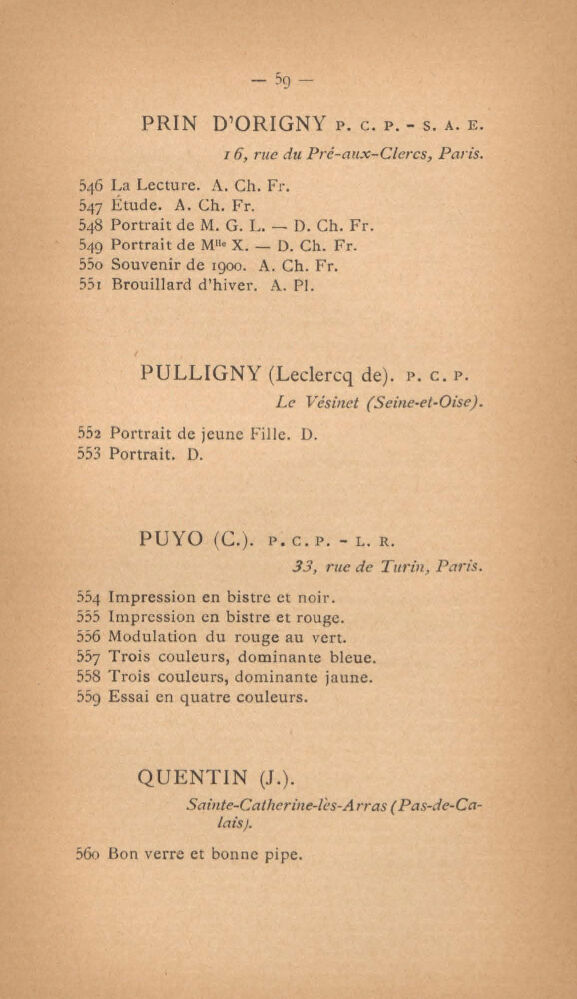 — 59 —
PRIN D'ORIGNY P. C. P. - S. A. E.
16, rue du Pré-aux-Clercs, Paris.
546 La Lecture. A. Ch. Fr.
547 Étude. A. Ch. Fr.
548 Portrait de M. G. L. — D. Ch. Fr.
549 Portrait de Mlle X. — D. Ch. Fr.
550 Souvenir de 1900. A. Ch. Fr.
551 Brouillard d'hiver. A. Pl.
PULLIGNY (Leclercq de). P. C. P.
Le Vésinet (Seine-et-Oise).
552 Portrait de jeune Fille. D.
553 Portrait. D.
PUYO (C.). P. C. P. - L. R.
33, rue de Turin, Paris.
554 Impression en bistre et noir.
555 Impression en bistre et rouge.
556 Modulation du rouge au vert.
557 Trois couleurs, dominante bleue.
558 Trois couleurs, dominante jaune.
559 Essai en quatre couleurs.
QUENTIN (J.).
Sainte-Catherine-lès-Arras (Pas-de-Ca-
lais).
560 Bon verre et bonne pipe.